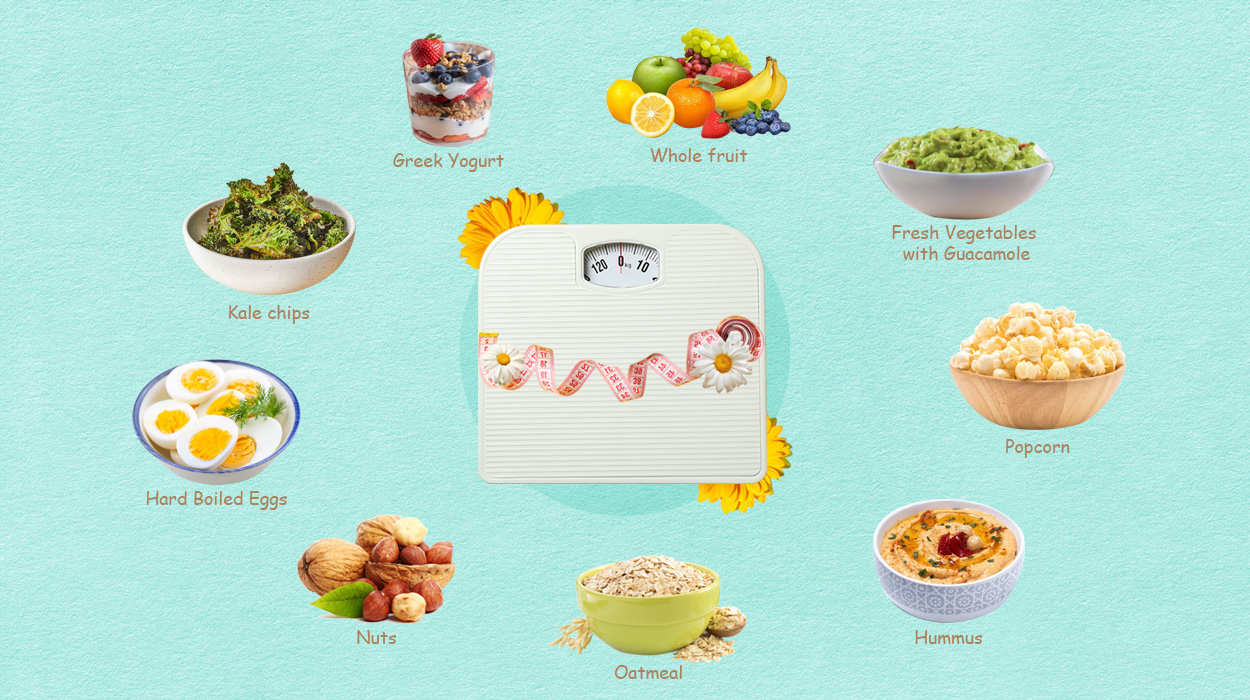 Greek Yogurt
Whole fruit
Fresh Vegetables
with Guacamole
Kale chips
120 0 kg 10
Popcorn
Hard Boiled Eggs
Nuts
Hummus
Oatmeal